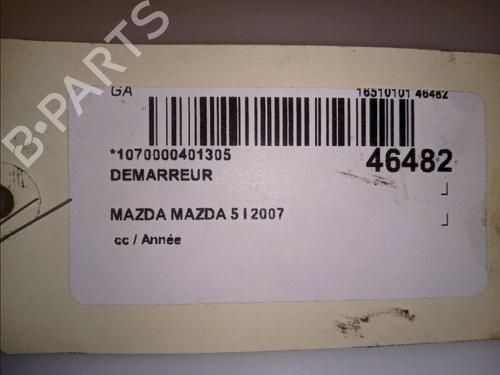 B-PARTS
GA 16510101 46482
*1070000401305 46482
DEMARREUR
MAZDA MAZDA 5 I 2007
cc / Année